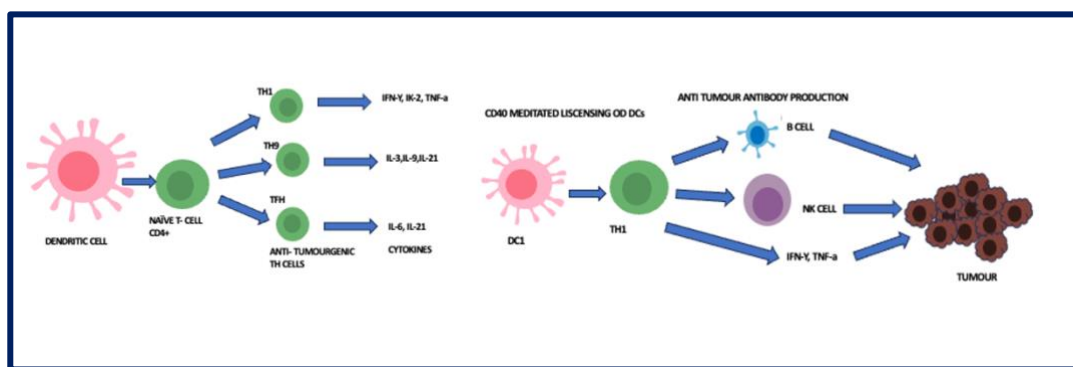 TH1
IFN-Y, IK-2, TNF-a
TH9
IL-3,IL-9,IL-21
TFH
NAÏVE T- CELL
CD4+
DENDRITIC CELL
IL-6, IL-21
ANTI- TUMOURGENIC
TH CELLS
CYTOKINES
ANTI TUMOUR ANTIBODY PRODUCTION
CD40 MEDITATED LISCENSING OD DCs
B CELL
NK CELL
DC1
TH1
IFN-Y, TNF-a
TUMOUR